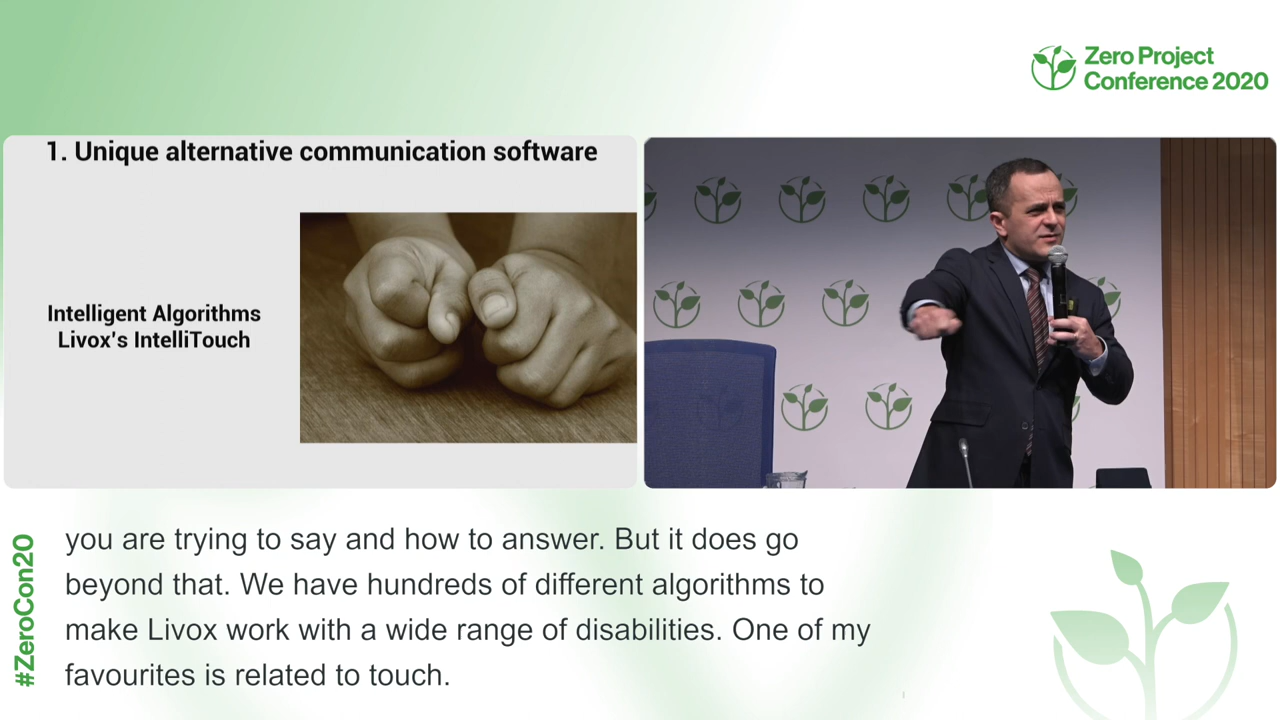 Zero Project
Conference 2020
1. Unique alternative communication software
Intelligent Algorithms
Livox's IntelliTouch
#ZeroCon20
you are trying to say and how to answer. But it does go
beyond that. We have hundreds of different algorithms to
make Livox work with a wide range of disabilities. One of my
favourites is related to touch.